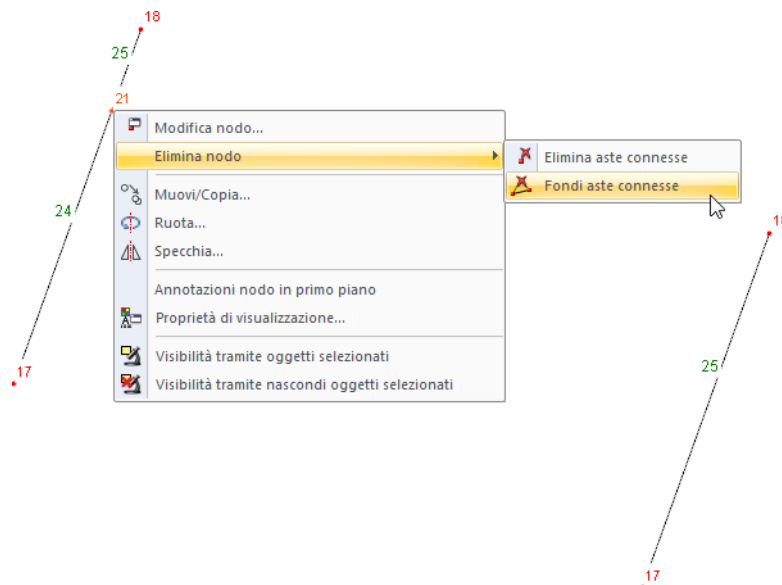 18
25
21
Modifica nodo...
Elimina nodo
Elimina aste connesse
Fondi aste connesse
Muovi/Copia...
Ruota...
Specchia...
Annotazioni nodo in primo piano
Proprietà di visualizzazione...
Visibilità tramite oggetti selezionati
Visibilità tramite nascondi oggetti selezionati
24
17
18
25
17